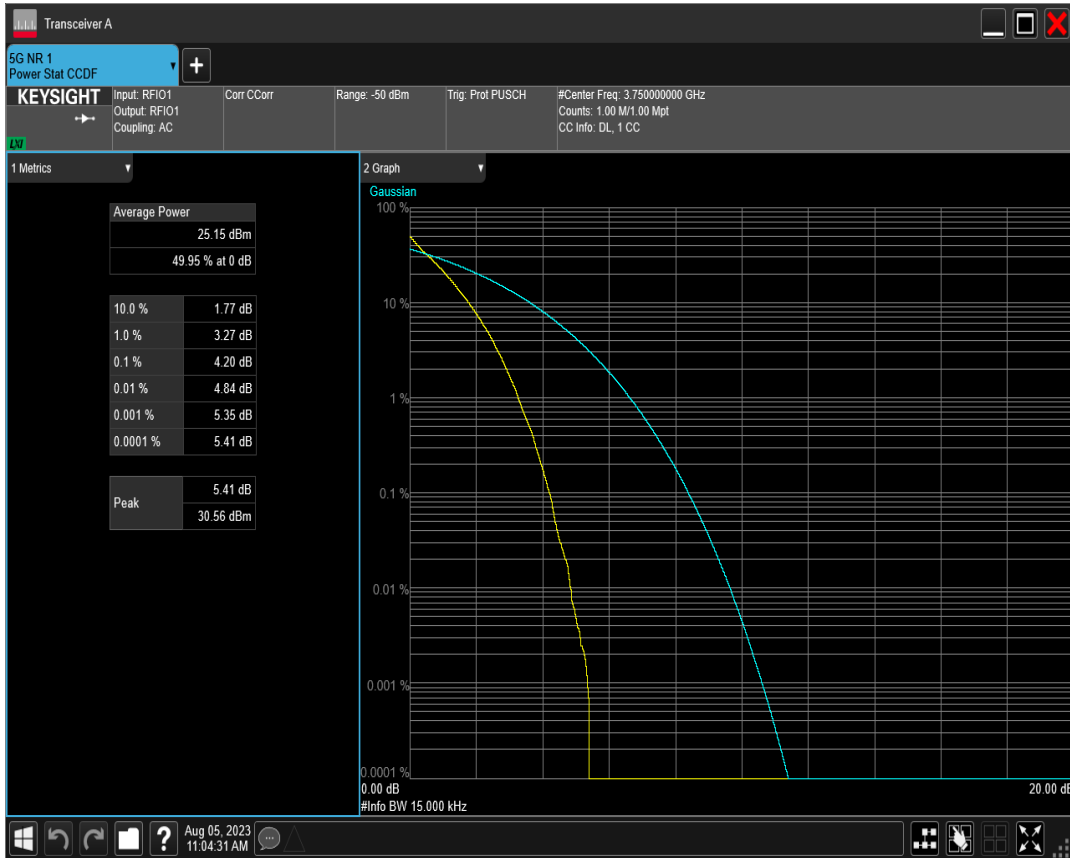 Transceiver A
5G NR 1
Power Stat CCDF
+
KEYSIGHT
LXI
Input: RFIO1
Output: RFIO1
Coupling: AC
Corr CCorr
Range: -50 dBm
Trig: Prot PUSCH
#Center Freq: 3.750000000 GHz
Counts: 1.00 M/1.00 Mpt
CC Info: DL, 1 CC
1 Metrics
Average Power
25.15 dBm
49.95 % at 0 dB
10.0 % 1.77 dB
1.0 % 3.27 dB
0.1 % 4.20 dB
0.01 % 4.84 dB
0.001 % 5.35 dB
0.0001 % 5.41 dB
Peak
5.41 dB
30.56 dBm
2 Graph
Gaussian
100 %
10 %
1 %
0.1 %
0.01 %
0.001 %
0.0001 %
0.00 dB 20.00 dB
#Info BW 15.000 kHz
?
Aug 05, 2023
11:04:31 AM